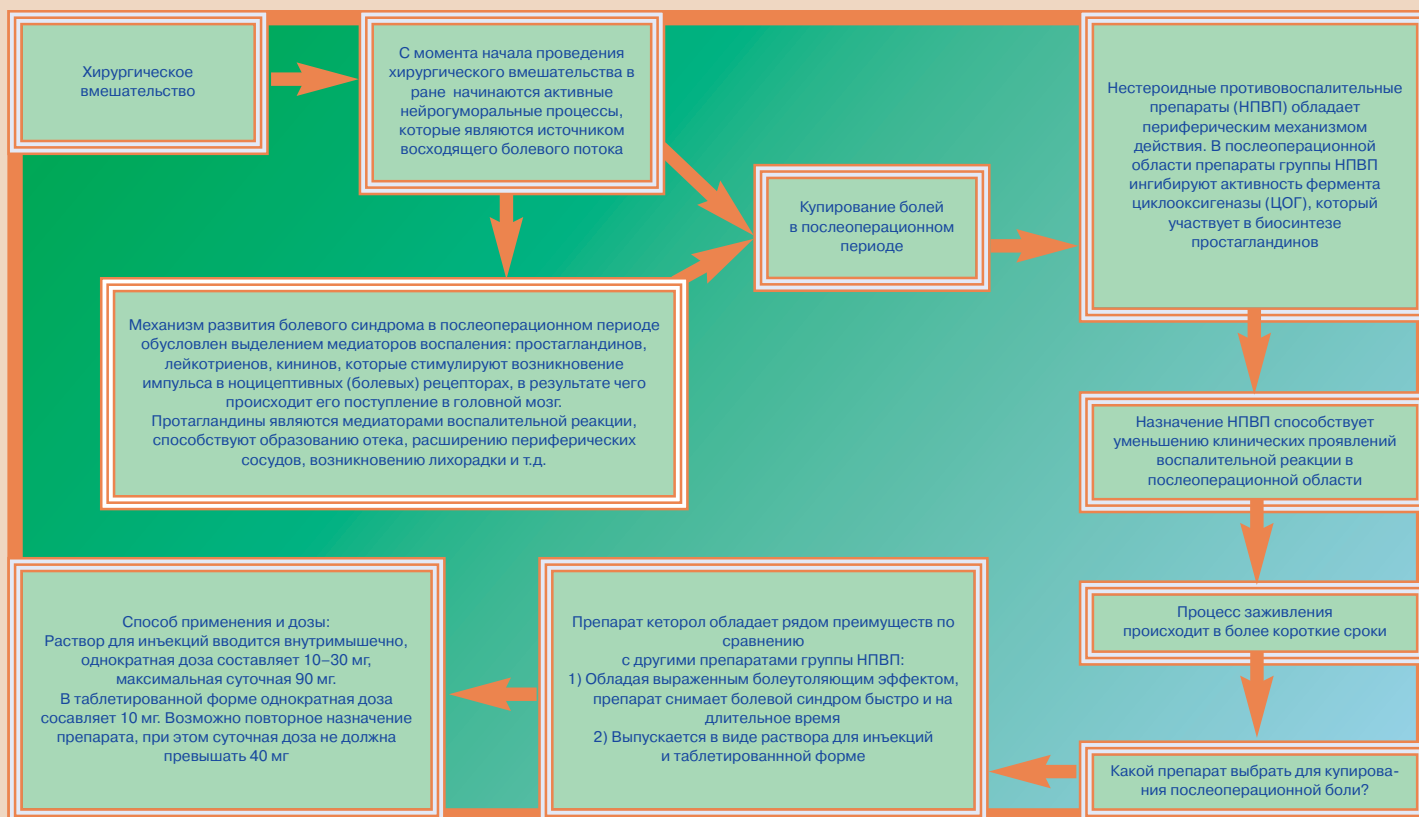 Хирургическое
вмешательство
С момента начала проведения
хирургического вмешательства в
ране начинаются активные
нейрогуморальные процессы,
которые являются источником
восходящего болевого потока
Механизм развития болевого синдрома в послеоперационном периоде
обусловлен выделением медиаторов воспаления: простагландинов,
лейкотриенов, кининов, которые стимулируют возникновение
импульса в ноцицептивных (болевых) рецепторах, в результате чего
происходит его поступление в головной мозг.
Протагландины являются медиаторами воспалительной реакции,
способствуют образованию отека, расширению периферических
сосудов, возникновению лихорадки и т.д.
Купирование болей
в послеоперационном
периоде
Нестероидные противовоспалительные
препараты (НПВП) обладает
периферическим механизмом
действия. В послеоперационной
области препараты группы НПВП
ингибируют активность фермента
циклооксигеназы (ЦОГ), который
участвует в биосинтезе
простагландинов
Назначение НПВП способствует
уменьшению клинических проявлений
воспалительной реакции в
послеоперационной области
Процесс заживления
происходит в более короткие сроки
Какой препарат выбрать для купирова-
ния послеоперационной боли?
Препарат кеторол обладает рядом преимуществ по
сравнению
с другими препаратами группы НПВП:
1) Обладая выраженным болеутоляющим эффектом,
препарат снимает болевой синдром быстро и на
длительное время
2) Выпускается в виде раствора для инъекций
и таблетированнной форме
Способ применения и дозы:
Раствор для инъекций вводится внутримышечно,
однократная доза составляет 10–30 мг,
максимальная суточная 90 мг.
В таблетированной форме однократная доза
сосавляет 10 мг. Возможно повторное назначение
препарата, при этом суточная доза не должна
превышать 40 мг